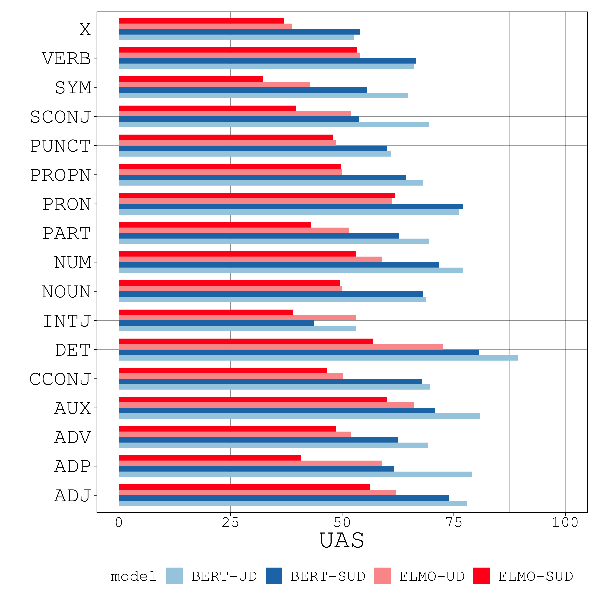 X
VERB
SYM
SCONJ
PUNCT
PROPN
PRON
PART
NUM
NOUN
INTJ
DET
CCONJ
AUX
ADV
ADP
ADJ
0 25 50 75 100
UAS
model BERT-UD BERT-SUD ELMO-UD ELMO-SUD